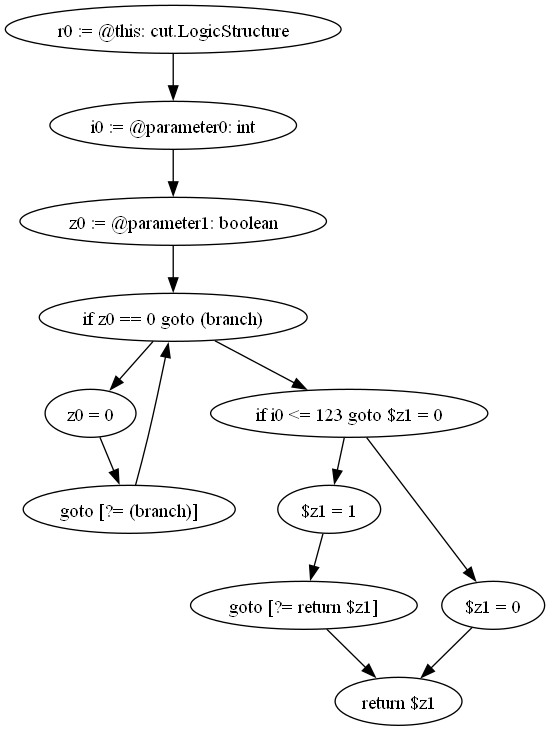 r0 := @this: cut.LogicStructure
i0 := @parameter0: int
z0 := @parameter1: boolean
if z0 == 0 goto (branch)
z0 = 0
if i0 <= 123 goto $z1 = 0
goto [?= (branch)]
$z1 = 1
goto [?= return $z1]
$z1 = 0
return $z1